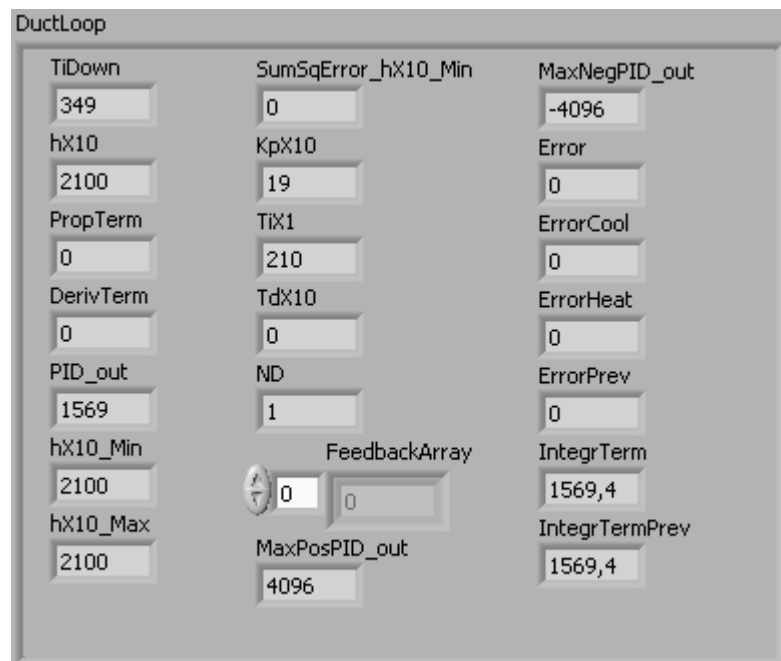 DuctLoop
TiDown
349
hX10
2100
PropTerm
0
DerivTerm
0
PID_out
1569
hX10_Min
2100
hX10_Max
2100
SumSqError_hX10_Min
0
KpX10
19
TiX1
210
TdX10
0
ND
1
FeedbackArray
0 0
MaxPosPID_out
4096
MaxNegPID_out
-4096
Error
0
ErrorCool
0
ErrorHeat
0
ErrorPrev
0
IntegrTerm
1569,4
IntegrTermPrev
1569,4